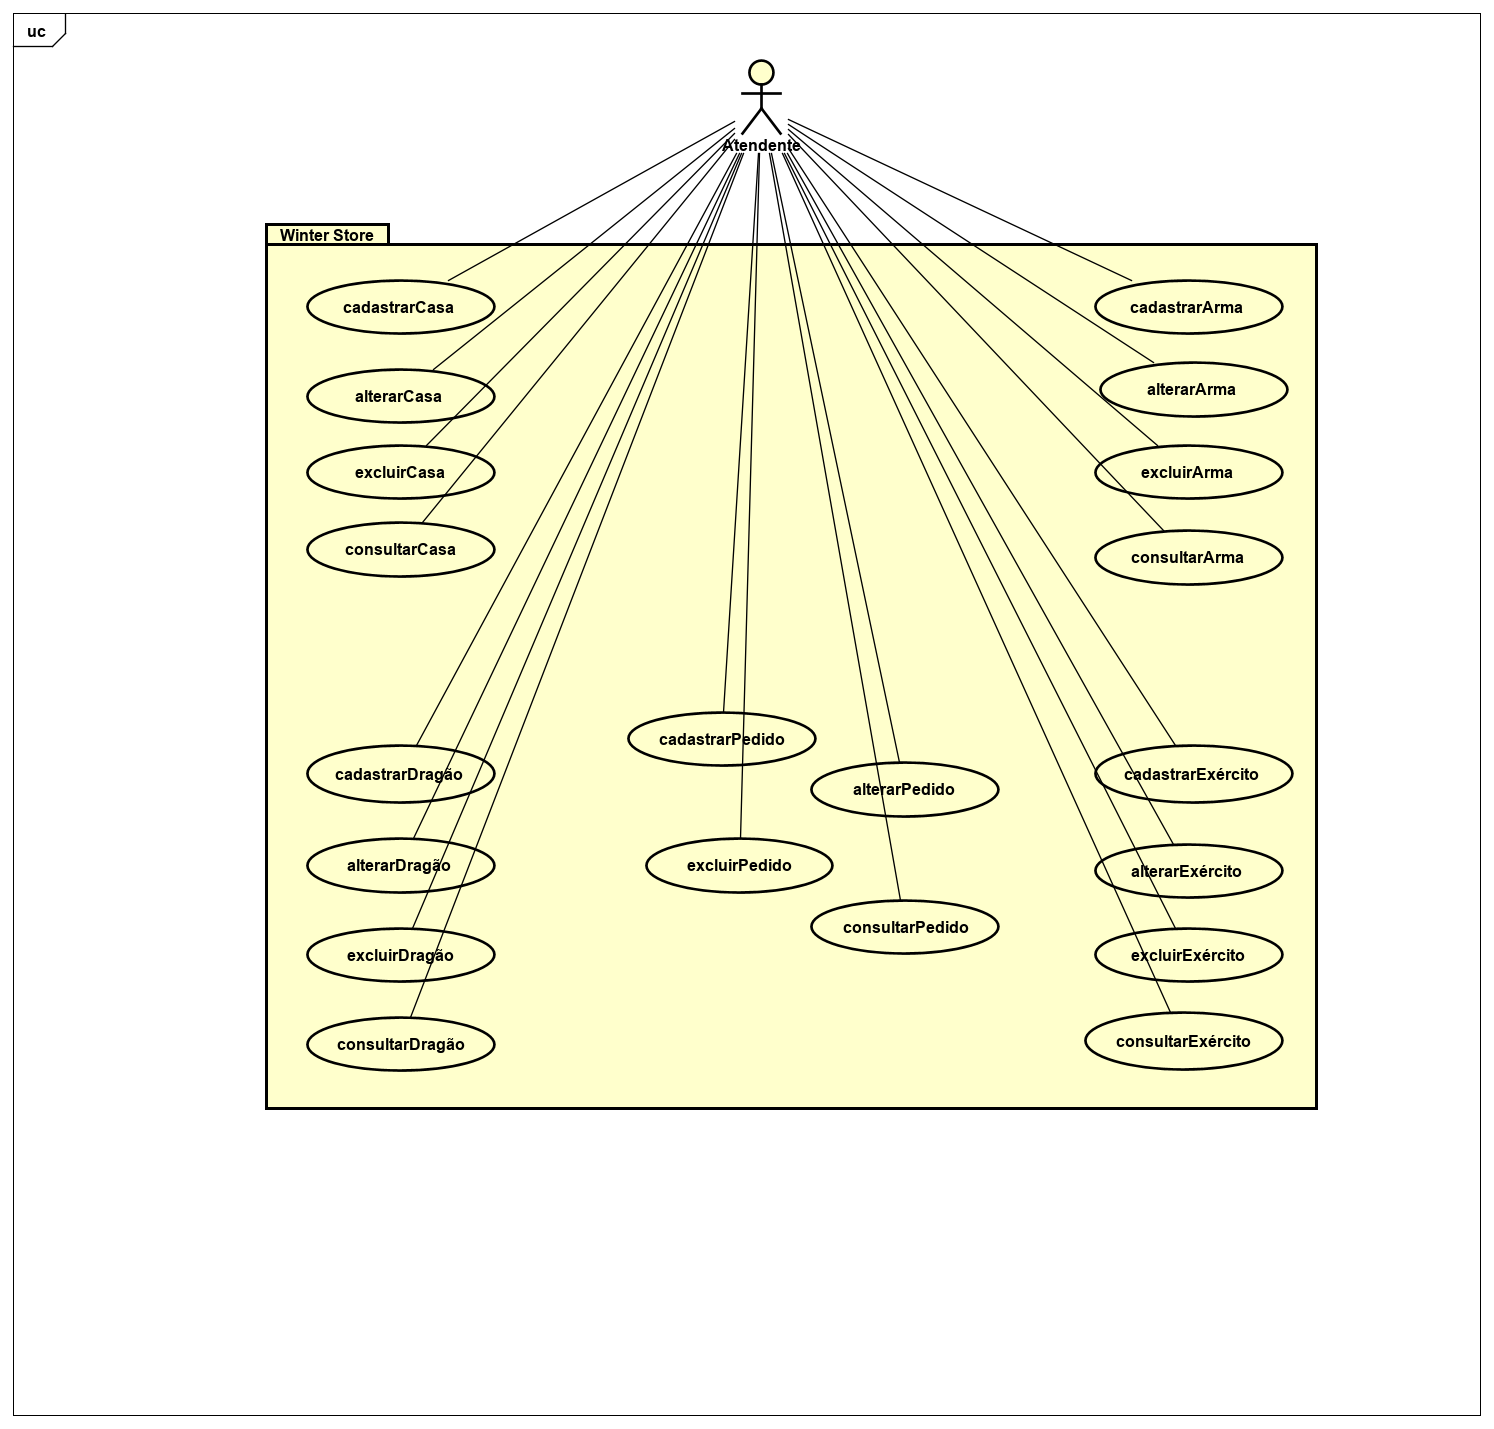 uc
Atendente
Winter Store
cadastrarCasa
alterarCasa
excluirCasa
consultarCasa
cadastrarArma
alterarArma
excluirArma
consultarArma
cadastrarDragão
alterarDragão
excluirDragão
consultarDragão
cadastrarPedido
alterarPedido
excluirPedido
consultarPedido
cadastrarExército
alterarExército
excluirExército
consultarExército